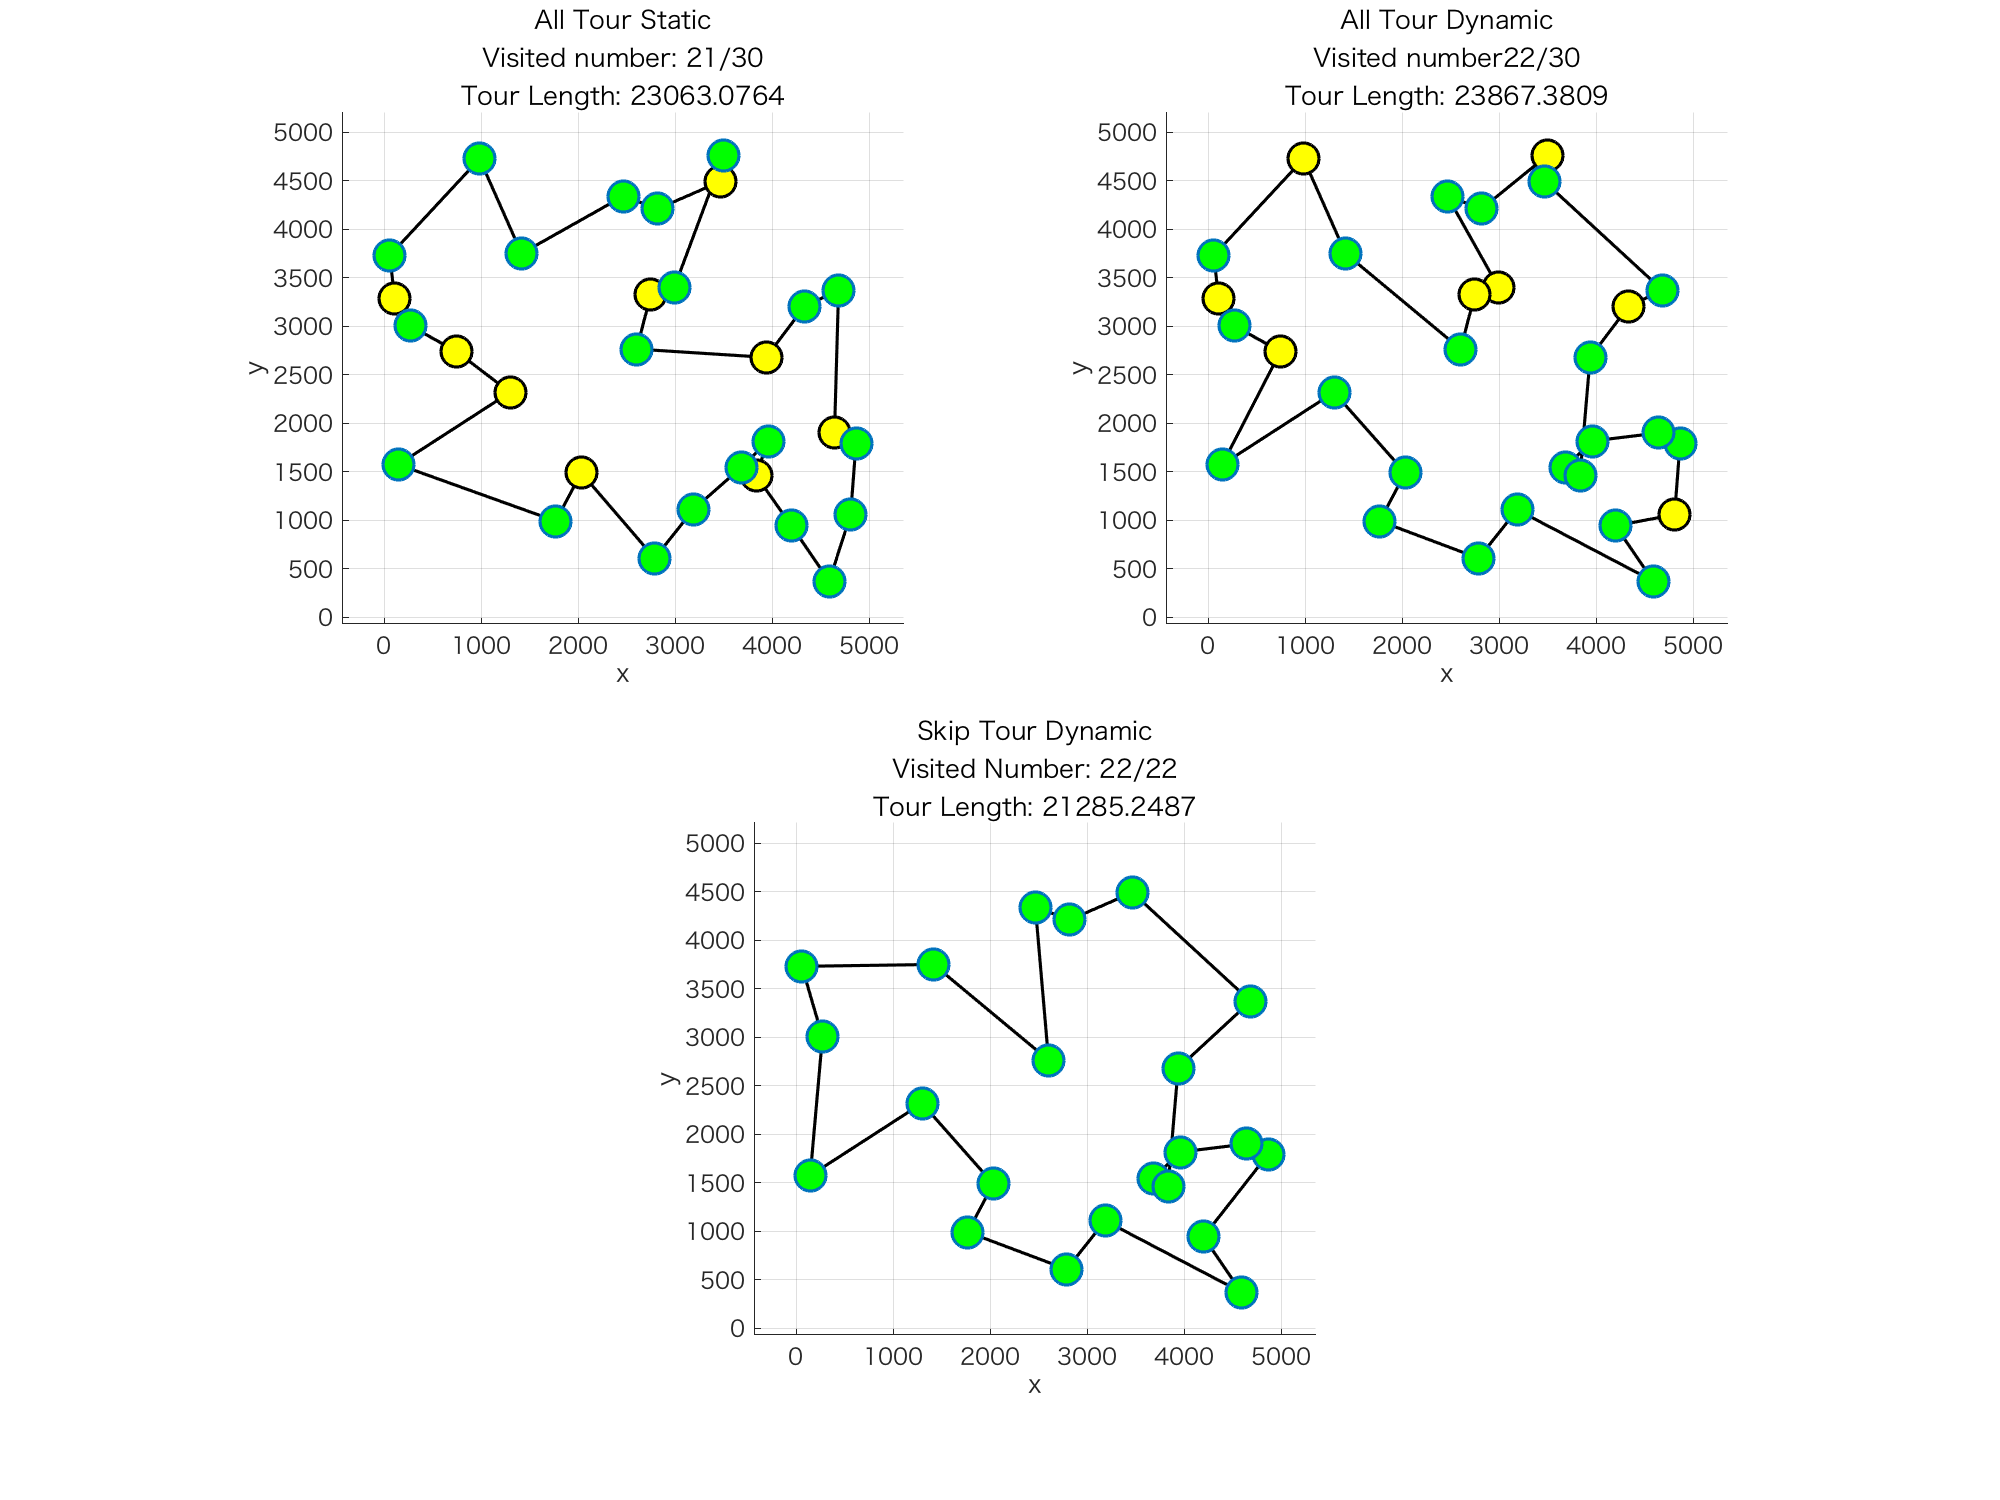 All Tour Static
Visited number: 21/30
Tour Length: 23063.0764
5000
4500
4000
3500
3000
2500
2000
1500
1000
500
0
y
0 1000 2000 3000 4000 5000
x
All Tour Dynamic
Visited number22/30
Tour Length: 23867.3809
5000
4500
4000
3500
3000
2500
2000
1500
1000
500
0
y
0 1000 2000 3000 4000 5000
x
Skip Tour Dynamic
Visited Number: 22/22
Tour Length: 21285.2487
5000
4500
4000
3500
3000
2500
2000
1500
1000
500
0
y
0 1000 2000 3000 4000 5000
x